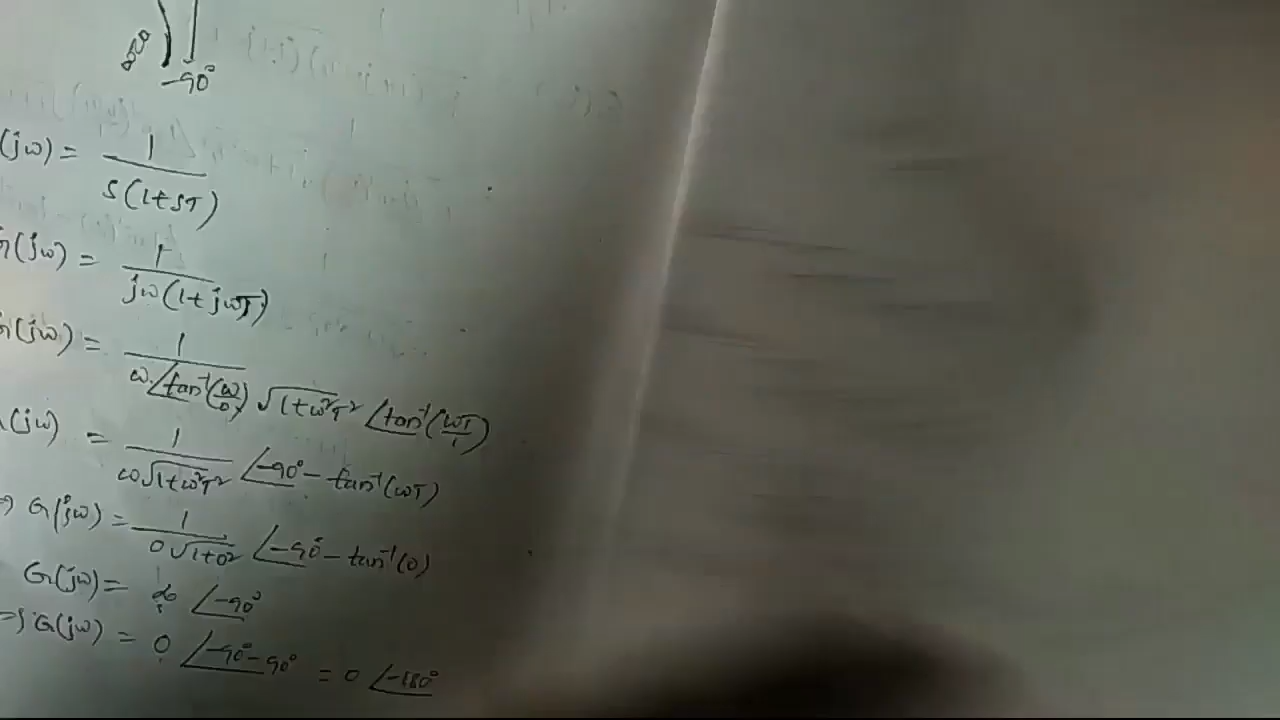 ∞
-90°
(jω) = 1 / s(1+sT)
G(jω) = 1 / jω(1+jωT)
G(jω) = 1 / ω∠tan⁻¹(ω/0) √1+ω²T² ∠tan⁻¹(ωT/1)
(jω) = 1 / ω√1+ω²T² ∠-90° - tan⁻¹(ωT)
⇒ G(jω) = 1 / 0√1+0² ∠-90° - tan⁻¹(0)
G(jω) = ∞ ∠-90°
⇒ G(jω) = 0 ∠-90°-90° = 0 ∠-180°